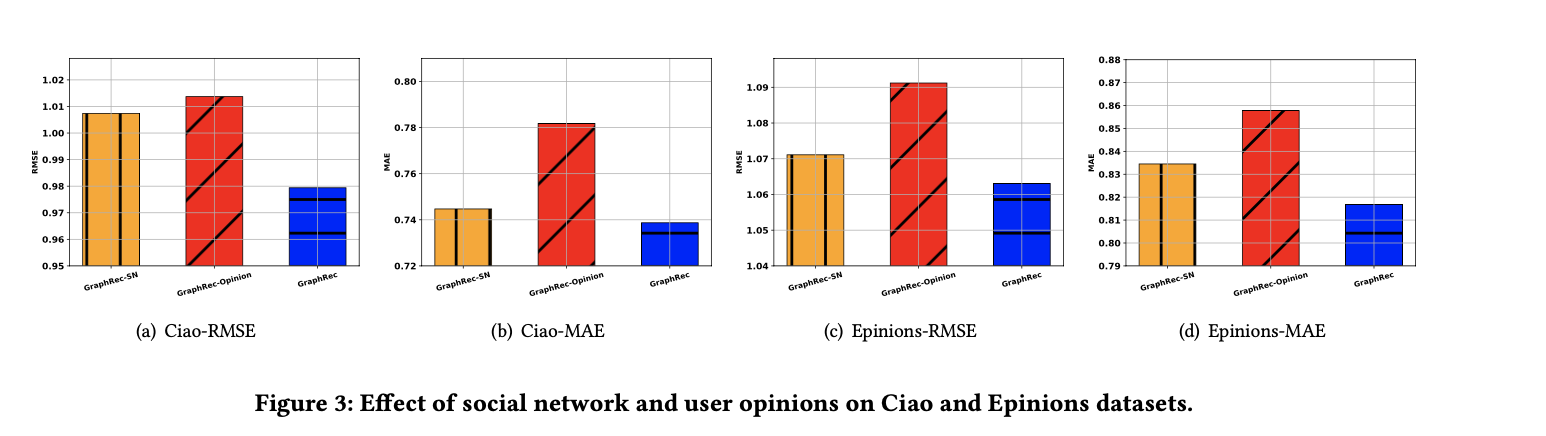 1.02
1.01
1.00
0.99
0.98
0.97
0.96
0.95
RMSE
GraphRec-SN
GraphRec-Opinion
GraphRec
(a) Ciao-RMSE
0.80
0.78
0.76
0.74
0.72
MAE
GraphRec-SN
GraphRec-Opinion
GraphRec
(b) Ciao-MAE
1.09
1.08
1.07
1.06
1.05
1.04
RMSE
GraphRec-SN
GraphRec-Opinion
GraphRec
(c) Epinions-RMSE
0.88
0.87
0.86
0.85
0.84
0.83
0.82
0.81
0.80
0.79
MAE
GraphRec-SN
GraphRec-Opinion
GraphRec
(d) Epinions-MAE
Figure 3: Effect of social network and user opinions on Ciao and Epinions datasets.